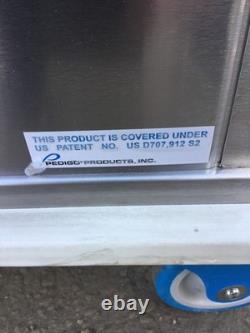 THIS PRODUCT IS COVERED UNDER
US PATENT NO. US D707,912 S2
PEDIGO® PRODUCTS, INC.